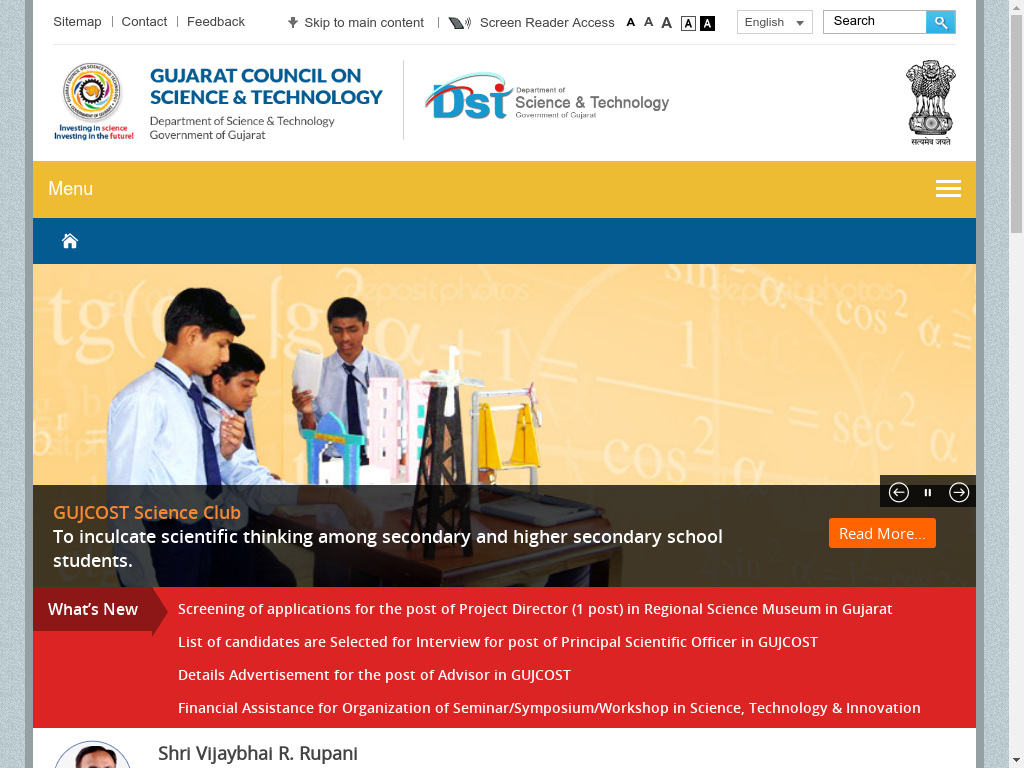 Sitemap Contact Feedback Skip to main content Screen Reader Access A A A A A English Search
GUJARAT COUNCIL ON
SCIENCE & TECHNOLOGY
Department of Science & Technology
Government of Gujarat
Investing in science
Investing in the future!
Dst
Department of
Science & Technology
Government of Gujarat
सत्यमेव जयते
Menu
depositphotos
tg(α
sin²
α + cos² α
1
cos² α
GUJCOST Science Club
To inculcate scientific thinking among secondary and higher secondary school
students.
Read More...
What's New
Screening of applications for the post of Project Director (1 post) in Regional Science Museum in Gujarat
List of candidates are Selected for Interview for post of Principal Scientific Officer in GUJCOST
Details Advertisement for the post of Advisor in GUJCOST
Financial Assistance for Organization of Seminar/Symposium/Workshop in Science, Technology & Innovation
Shri Vijaybhai R. Rupani